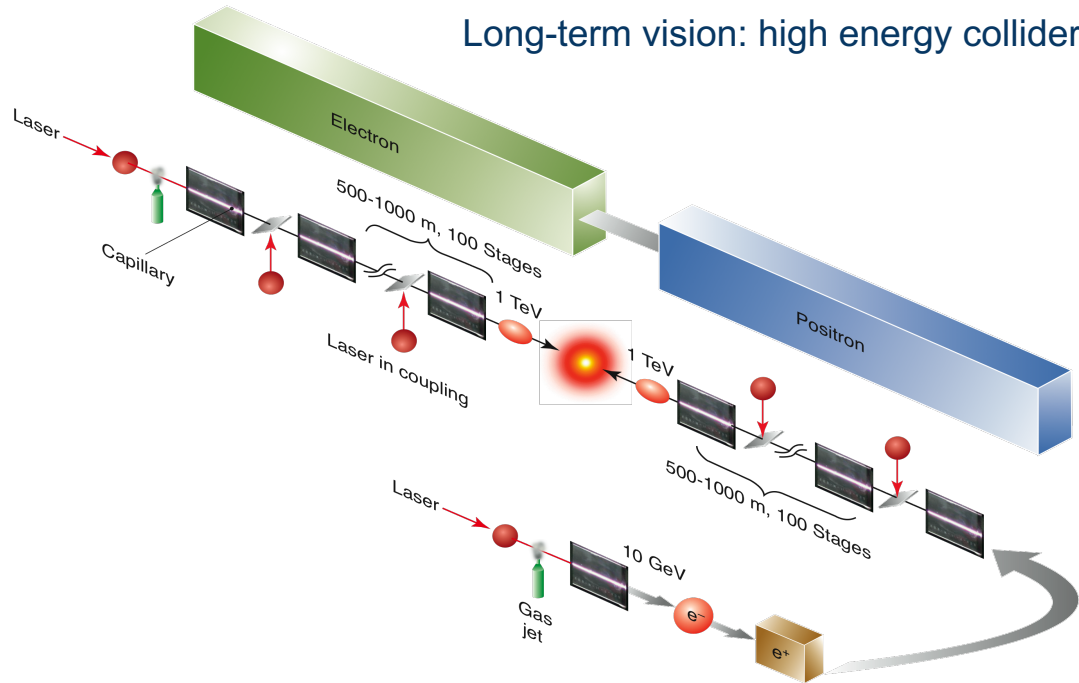 Long-term vision: high energy collider
Electron
Laser
500-1000 m, 100 Stages
Capillary
1 TeV
Positron
Laser in coupling
1 TeV
500-1000 m, 100 Stages
Laser
10 GeV
Gas
jet
e⁻
e⁺